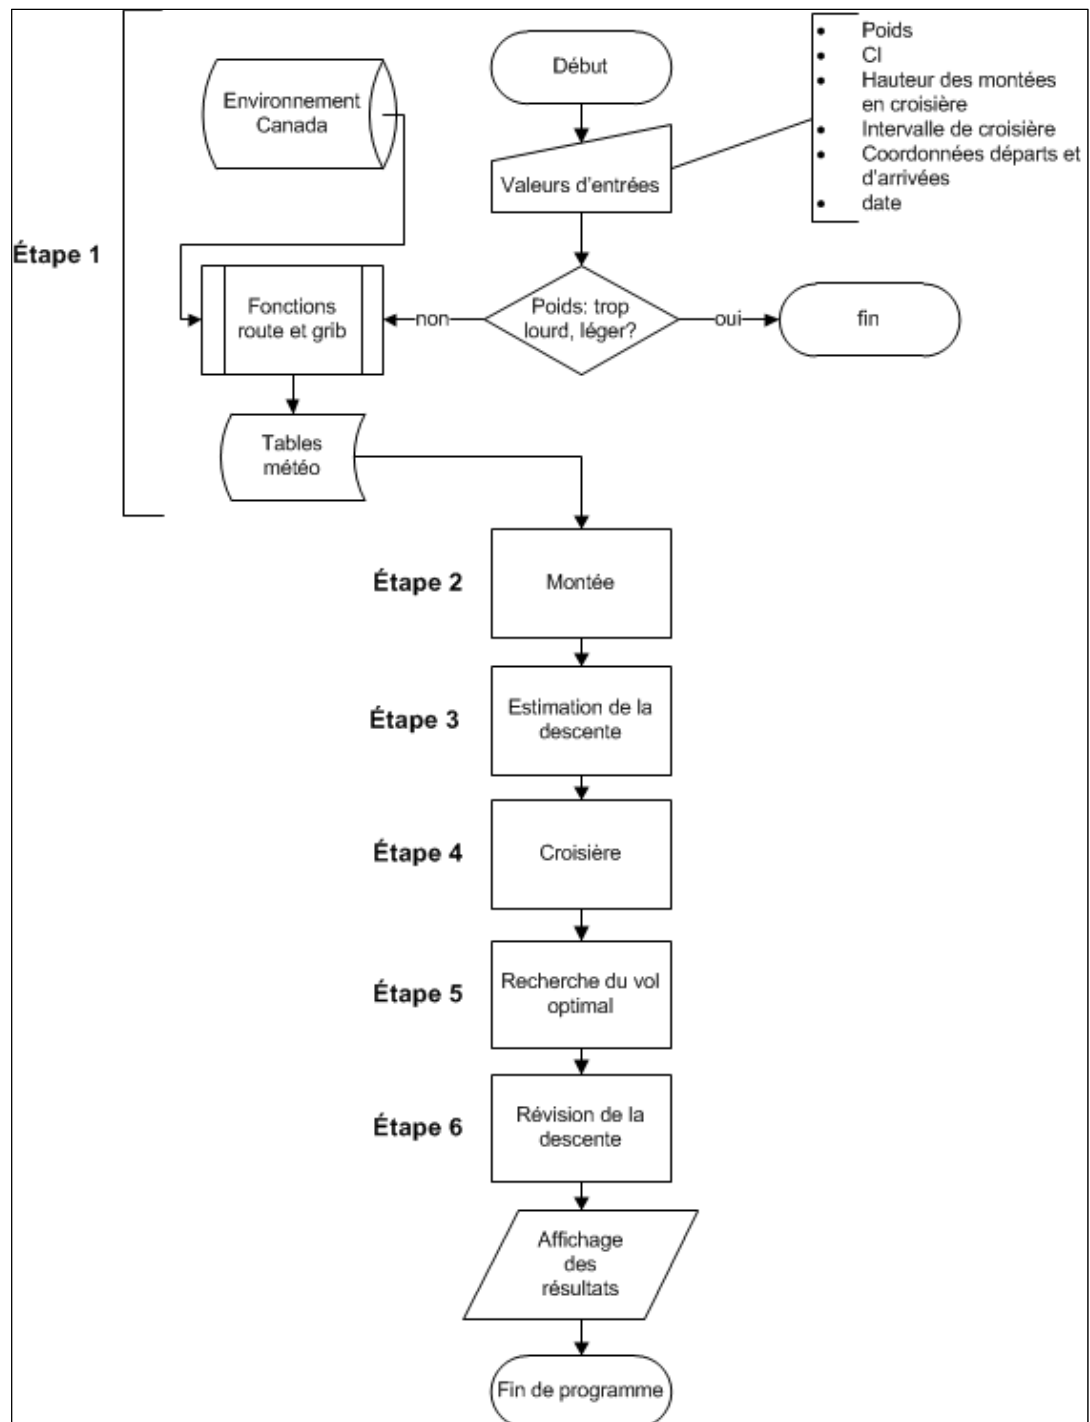 Début
Environnement
Canada
Valeurs d'entrées
• Poids
• CI
• Hauteur des montées
en croisière
• Intervalle de croisière
• Coordonnées départs et
d'arrivées
• date
Étape 1
Fonctions
route et grib
non
Poids: trop
lourd, léger?
oui
fin
Tables
météo
Étape 2
Montée
Étape 3
Estimation de la
descente
Étape 4
Croisière
Étape 5
Recherche du vol
optimal
Étape 6
Révision de la
descente
Affichage
des
résultats
Fin de programme